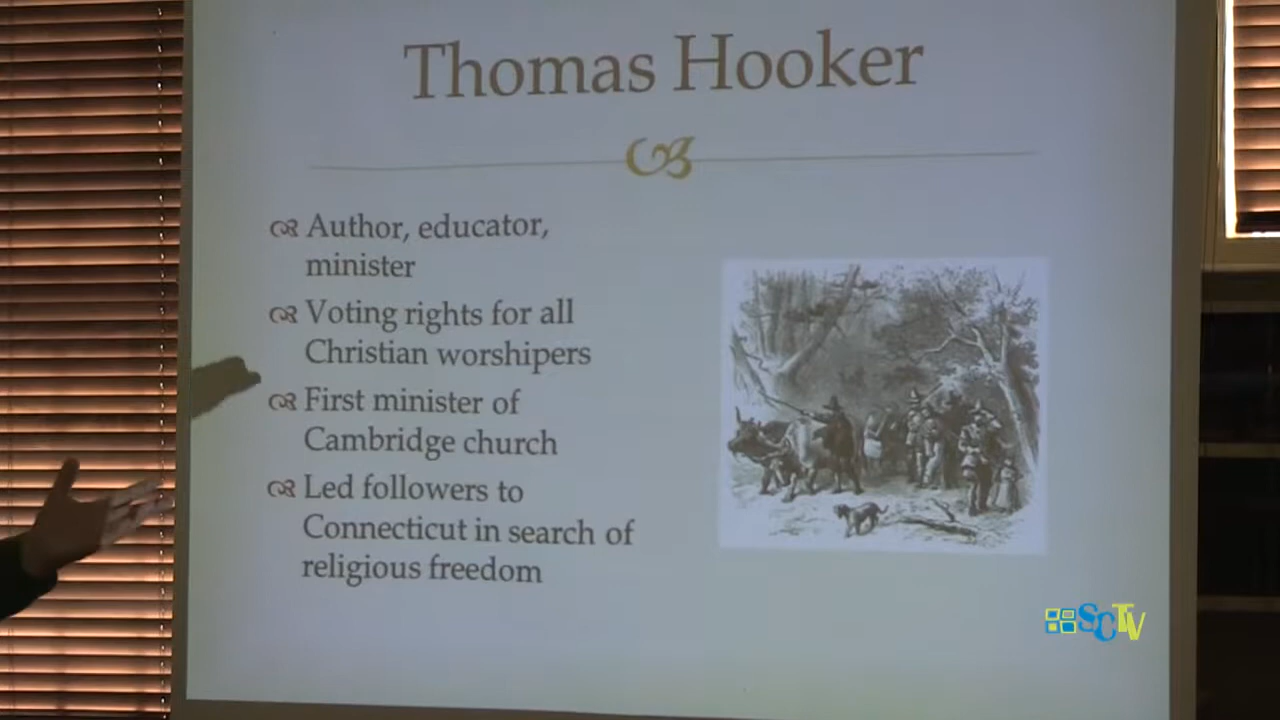 Thomas Hooker
Author, educator,
minister
Voting rights for all
Christian worshipers
First minister of
Cambridge church
Led followers to
Connecticut in search of
religious freedom
SCTV